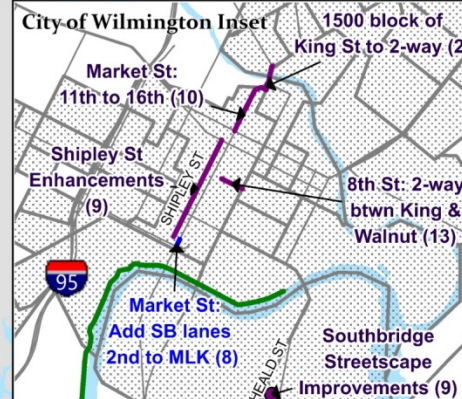 City of Wilmington Inset
1500 block of
King St to 2-way (2
Market St:
11th to 16th (10)
Shipley St
Enhancements
(9)
SHIPLEY ST
8th St: 2-way
btwn King &
Walnut (13)
95
Market St:
Add SB lanes
2nd to MLK (8)
HEALD ST
Southbridge
Streetscape
Improvements (9)